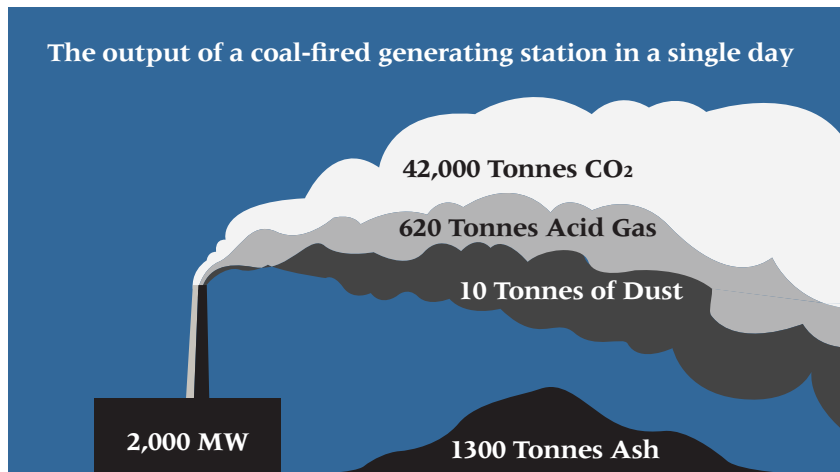 The output of a coal-fired generating station in a single day
42,000 Tonnes CO₂
620 Tonnes Acid Gas
10 Tonnes of Dust
2,000 MW
1300 Tonnes Ash